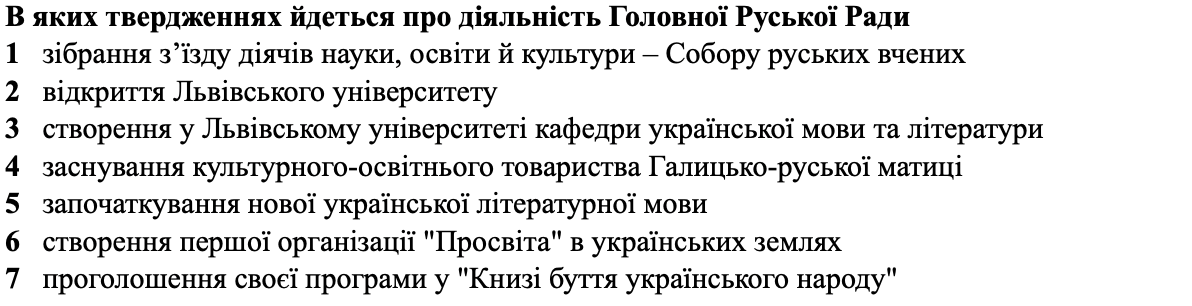 В яких твердженнях йдеться про діяльність Головної Руської Ради
1 зібрання з’їзду діячів науки, освіти й культури – Собору руських вчених
2 відкриття Львівського університету
3 створення у Львівському університеті кафедри української мови та літератури
4 заснування культурного-освітнього товариства Галицько-руської матиці
5 започаткування нової української літературної мови
6 створення першої організації "Просвіта" в українських землях
7 проголошення своєї програми у "Книзі буття українського народу"